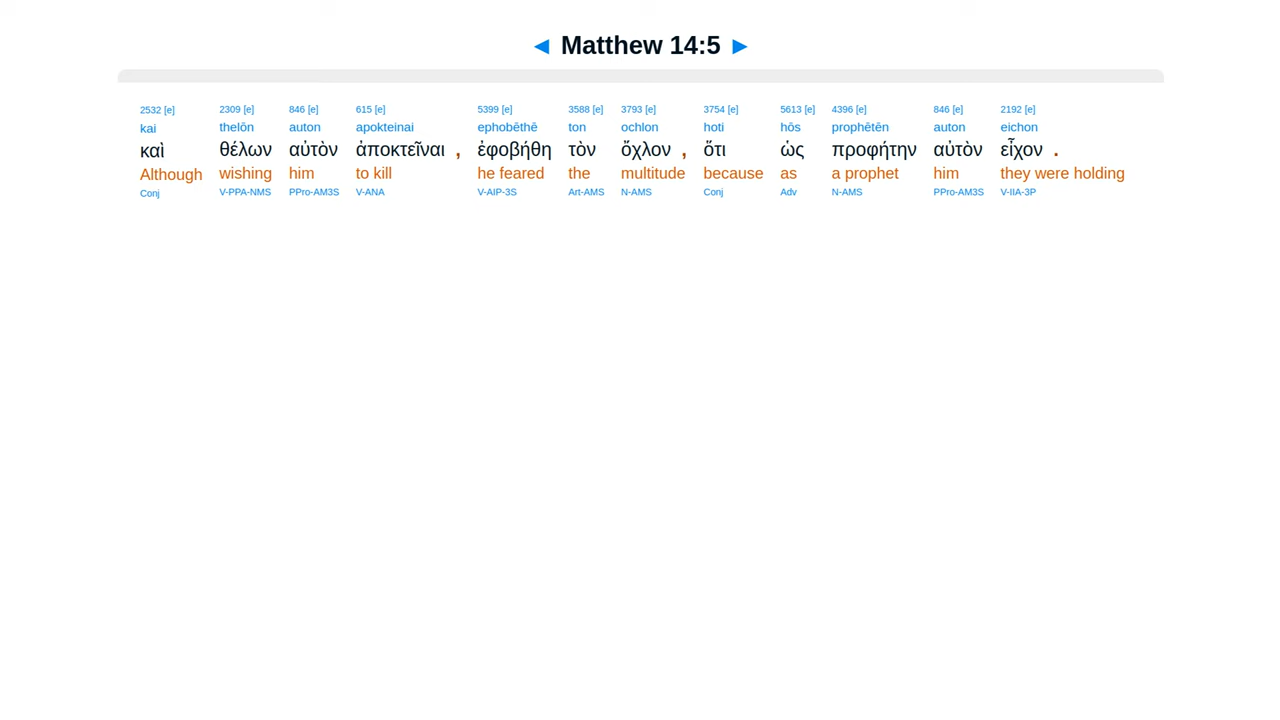 ◄ Matthew 14:5 ►
2532 [e] 2309 [e] 846 [e] 615 [e] 5399 [e] 3588 [e] 3793 [e] 3754 [e] 5613 [e] 4396 [e] 846 [e] 2192 [e]
kai thelōn auton apokteinai ephobēthē ton ochlon hoti hōs prophētēn auton eichon
καὶ θέλων αὐτὸν ἀποκτεῖναι , ἐφοβήθη τὸν ὄχλον , ὅτι ὡς προφήτην αὐτὸν εἶχον .
Although wishing him to kill he feared the multitude because as a prophet him they were holding
Conj V-PPA-NMS PPro-AM3S V-ANA V-AIP-3S Art-AMS N-AMS Conj Adv N-AMS PPro-AM3S V-IIA-3P